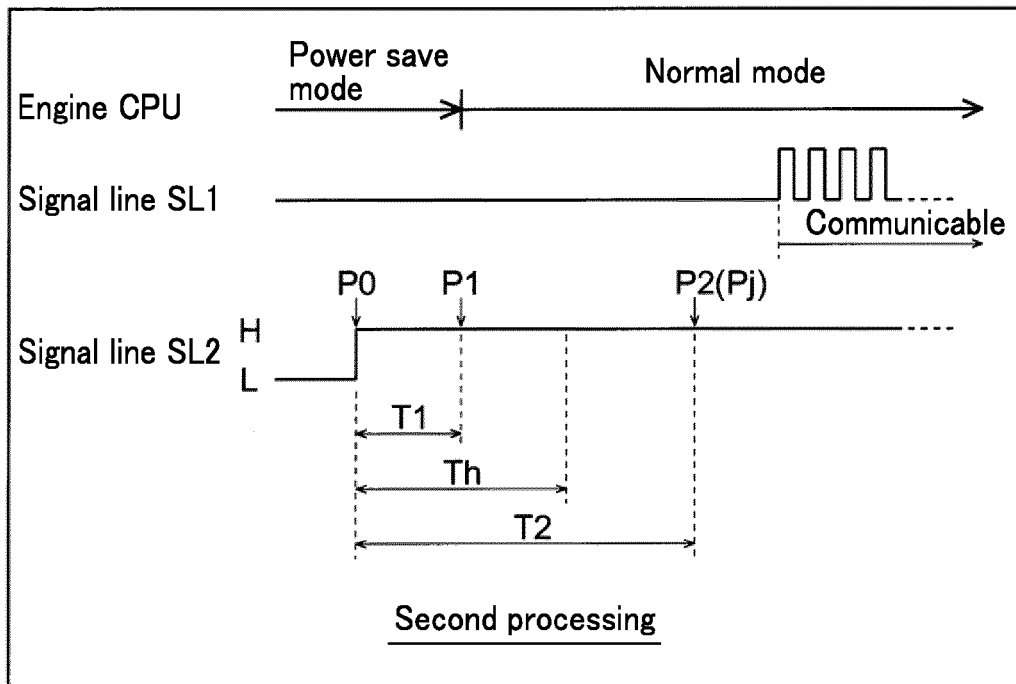 Power save
mode
Normal mode
Engine CPU
Signal line SL1
Communicable
P0
P1
P2(Pj)
H
Signal line SL2
L
T1
Th
T2
Second processing